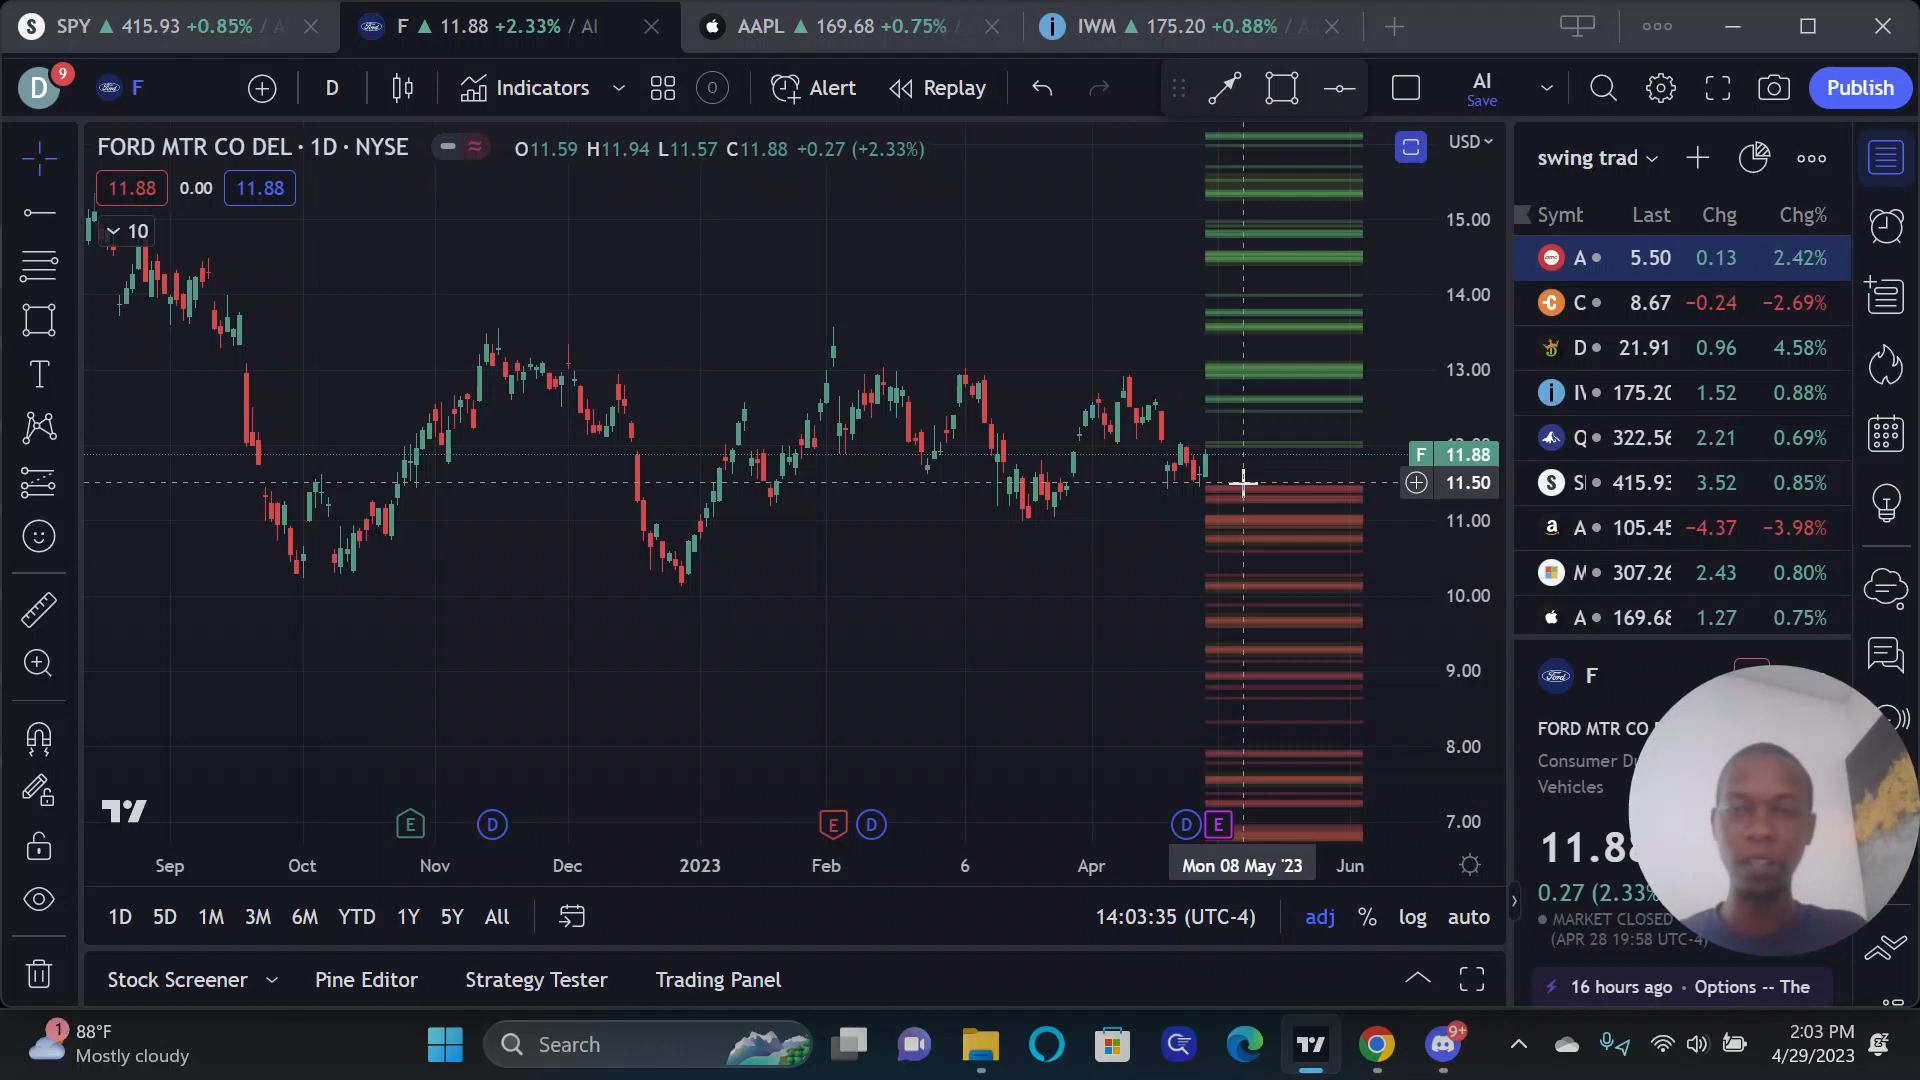 SPY 415.93 +0.85% / A
F 11.88 +2.33% / AI
AAPL 169.68 +0.75% /
IWM 175.20 +0.88% / A
D 9 F D Indicators Alert Replay AI Save Publish
FORD MTR CO DEL · 1D · NYSE O11.59 H11.94 L11.57 C11.88 +0.27 (+2.33%) USD
11.88 0.00 11.88
10
15.00
14.00
13.00
F 11.88
11.50
11.00
10.00
9.00
8.00
7.00
E D E D D E
Sep Oct Nov Dec 2023 Feb 6 Apr Mon 08 May '23 Jun
1D 5D 1M 3M 6M YTD 1Y 5Y All 14:03:35 (UTC-4) adj % log auto
Stock Screener Pine Editor Strategy Tester Trading Panel
swing trad
Symb Last Chg Chg%
A 5.50 0.13 2.42%
C 8.67 −0.24 −2.69%
D 21.91 0.96 4.58%
175.20 1.52 0.88%
Q 322.56 2.21 0.69%
S 415.93 3.52 0.85%
A 105.45 −4.37 −3.98%
307.26 2.43 0.80%
A 169.68 1.27 0.75%
F
FORD MTR CO
Consumer Du
Vehicles
11.88
0.27 (2.33%
MARKET CLOSED
(APR 28 19:58 UTC-4)
16 hours ago · Options -- The
1 88°F
Mostly cloudy
Search
9+
2:03 PM
4/29/2023